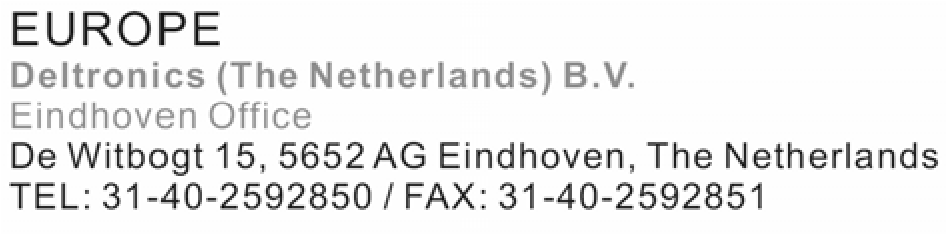 EUROPE
Deltronics (The Netherlands) B.V.
Eindhoven Office
De Witbogt 15, 5652 AG Eindhoven, The Netherlands
TEL: 31-40-2592850 / FAX: 31-40-2592851